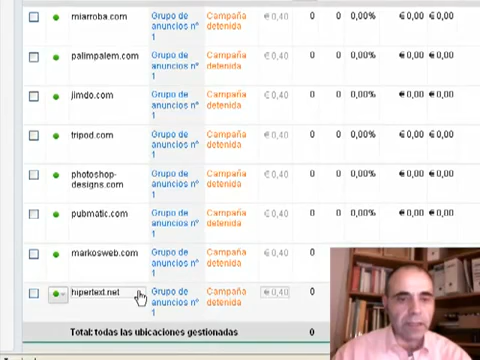 miarroba.com Grupo de anuncios nº 1 Campaña detenida €0,40 0 0 0,00% €0,00 €0,00
palimpalem.com Grupo de anuncios nº 1 Campaña detenida €0,40 0 0 0,00% €0,00 €0,00
jimdo.com Grupo de anuncios nº 1 Campaña detenida €0,40 0 0 0,00% €0,00 €0,00
tripod.com Grupo de anuncios nº 1 Campaña detenida €0,40 0 0 0,00% €0,00 €0,00
photoshop-designs.com Grupo de anuncios nº 1 Campaña detenida €0,40 0 0 0,00% €0,00 €0,00
pubmatic.com Grupo de anuncios nº 1 Campaña detenida €0,40 0 0 0,00% €0,00 €0,00
markosweb.com Grupo de anuncios nº 1 Campaña detenida €0,40 0
hipertext.net Grupo de anuncios nº 1 Campaña detenida €0,40 0
Total: todas las ubicaciones gestionadas 0